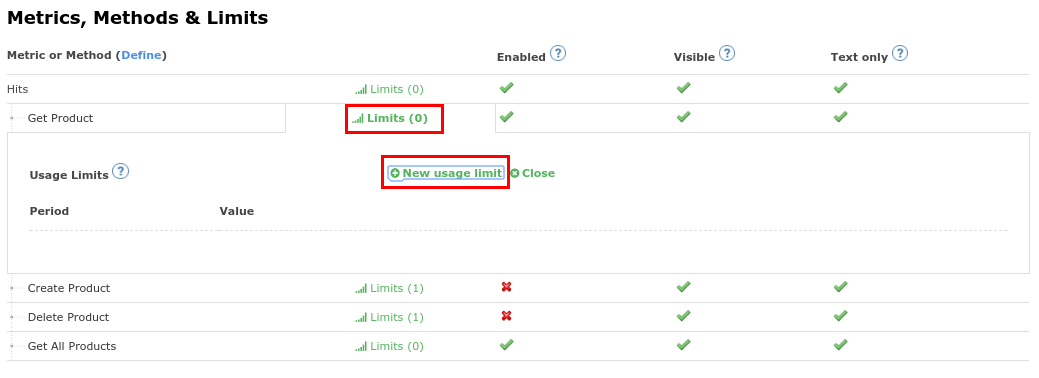 Metrics, Methods & Limits
Metric or Method (Define) Enabled ? Visible ? Text only ?
Hits Limits (0)
Get Product Limits (0)
Usage Limits ? New usage limit Close
Period Value
Create Product Limits (1)
Delete Product Limits (1)
Get All Products Limits (0)